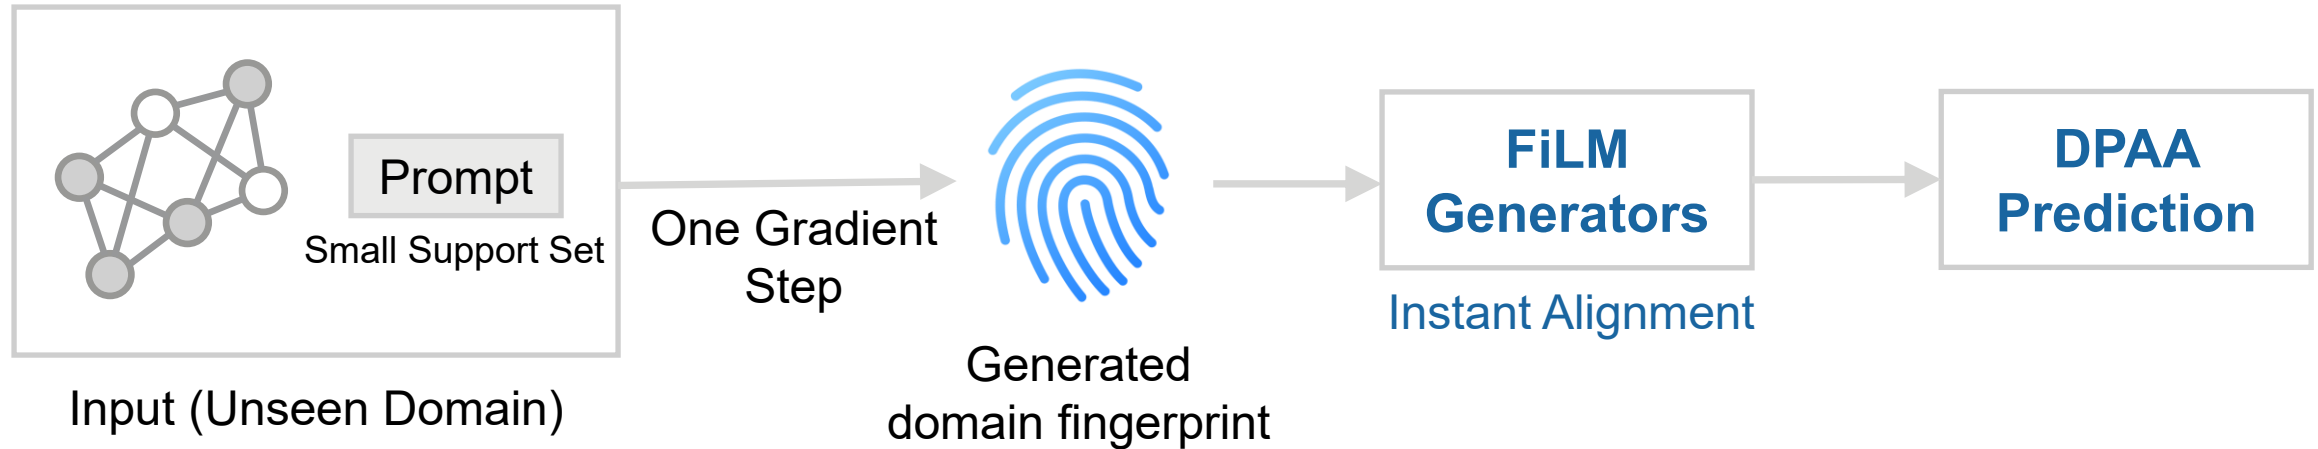 Prompt
Small Support Set
Input (Unseen Domain)
One Gradient
Step
Generated
domain fingerprint
FiLM
Generators
Instant Alignment
DPAA
Prediction